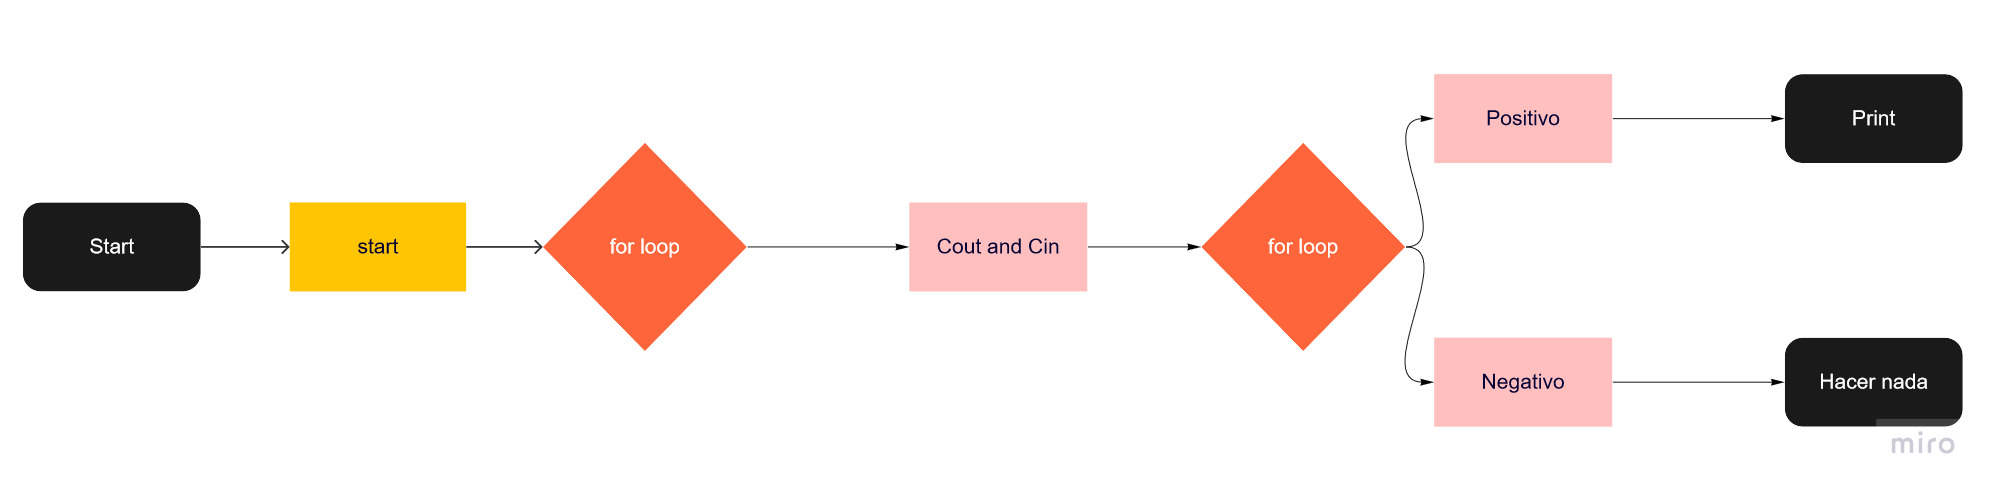 Start
start
for loop
Cout and Cin
for loop
Positivo
Print
Negativo
Hacer nada
miro